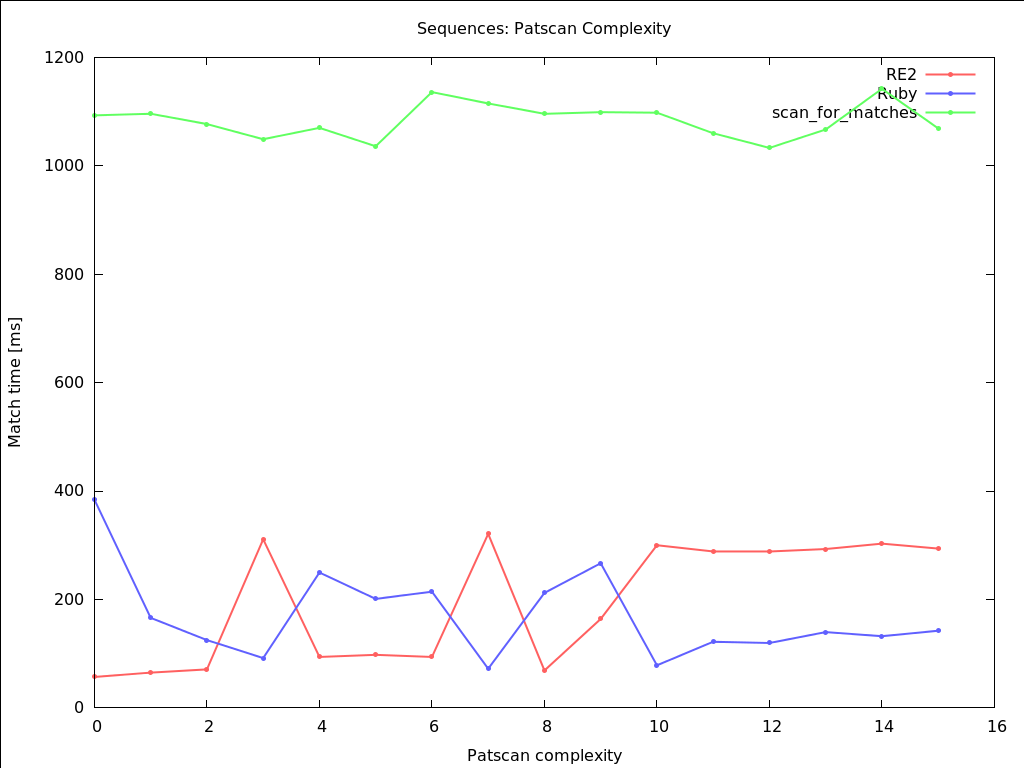 Sequences: Patscan Complexity
1200
1000
800
600
400
200
0
Match time [ms]
RE2
Ruby
scan_for_matches
0 2 4 6 8 10 12 14 16
Patscan complexity